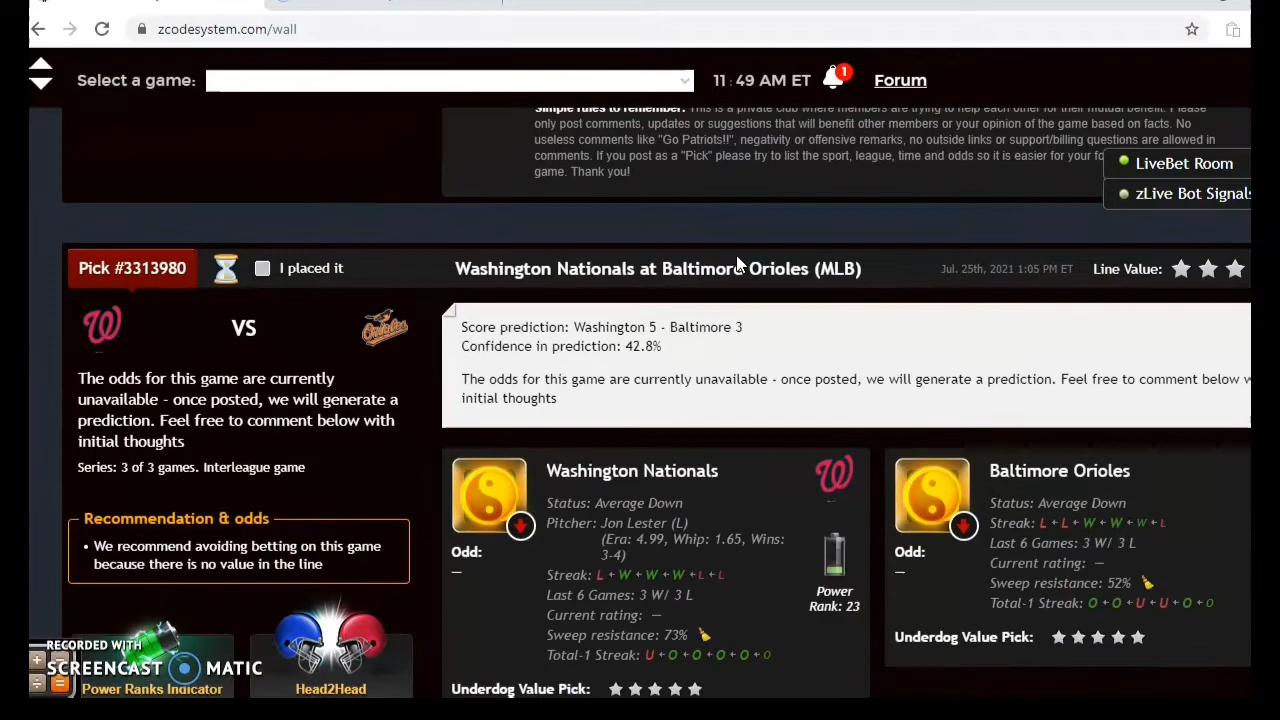 zcodesystem.com/wall
Select a game:
11:49 AM ET
1
Forum
Simple rules to remember: This is a private club where members are trying to help each other for their mutual benefit. Please
only post comments, updates or suggestions that will benefit other members or your opinion of the game based on facts. No
useless comments like "Go Patriots!!", negativity or offensive remarks, no outside links or support/billing questions are allowed in
comments. If you post as a "Pick" please try to list the sport, league, time and odds so it is easier for your
game. Thank you!
LiveBet Room
zLive Bot Signals
Pick #3313980
I placed it
Washington Nationals at Baltimore Orioles (MLB)
Jul. 25th, 2021 1:05 PM ET
Line Value:
W
VS
Orioles
The odds for this game are currently
unavailable - once posted, we will generate a
prediction. Feel free to comment below with
initial thoughts
Series: 3 of 3 games. Interleague game
Recommendation & odds
• We recommend avoiding betting on this game
because there is no value in the line
Score prediction: Washington 5 - Baltimore 3
Confidence in prediction: 42.8%
The odds for this game are currently unavailable - once posted, we will generate a prediction. Feel free to comment below w
initial thoughts
Washington Nationals
W
Status: Average Down
Pitcher: Jon Lester (L)
(Era: 4.99, Whip: 1.65, Wins:
3-4)
Odd:
—
Streak: L W W W L L
Last 6 Games: 3 W/ 3 L
Current rating: —
Sweep resistance: 73%
Total-1 Streak: U O O O O O
Power
Rank: 23
Underdog Value Pick:
Baltimore Orioles
Status: Average Down
Streak: L L W W W L
Last 6 Games: 3 W/ 3 L
Odd:
—
Current rating: —
Sweep resistance: 52%
Total-1 Streak: O O U U O O
Underdog Value Pick:
RECORDED WITH
SCREENCAST MATIC
Power Ranks Indicator
Head2Head